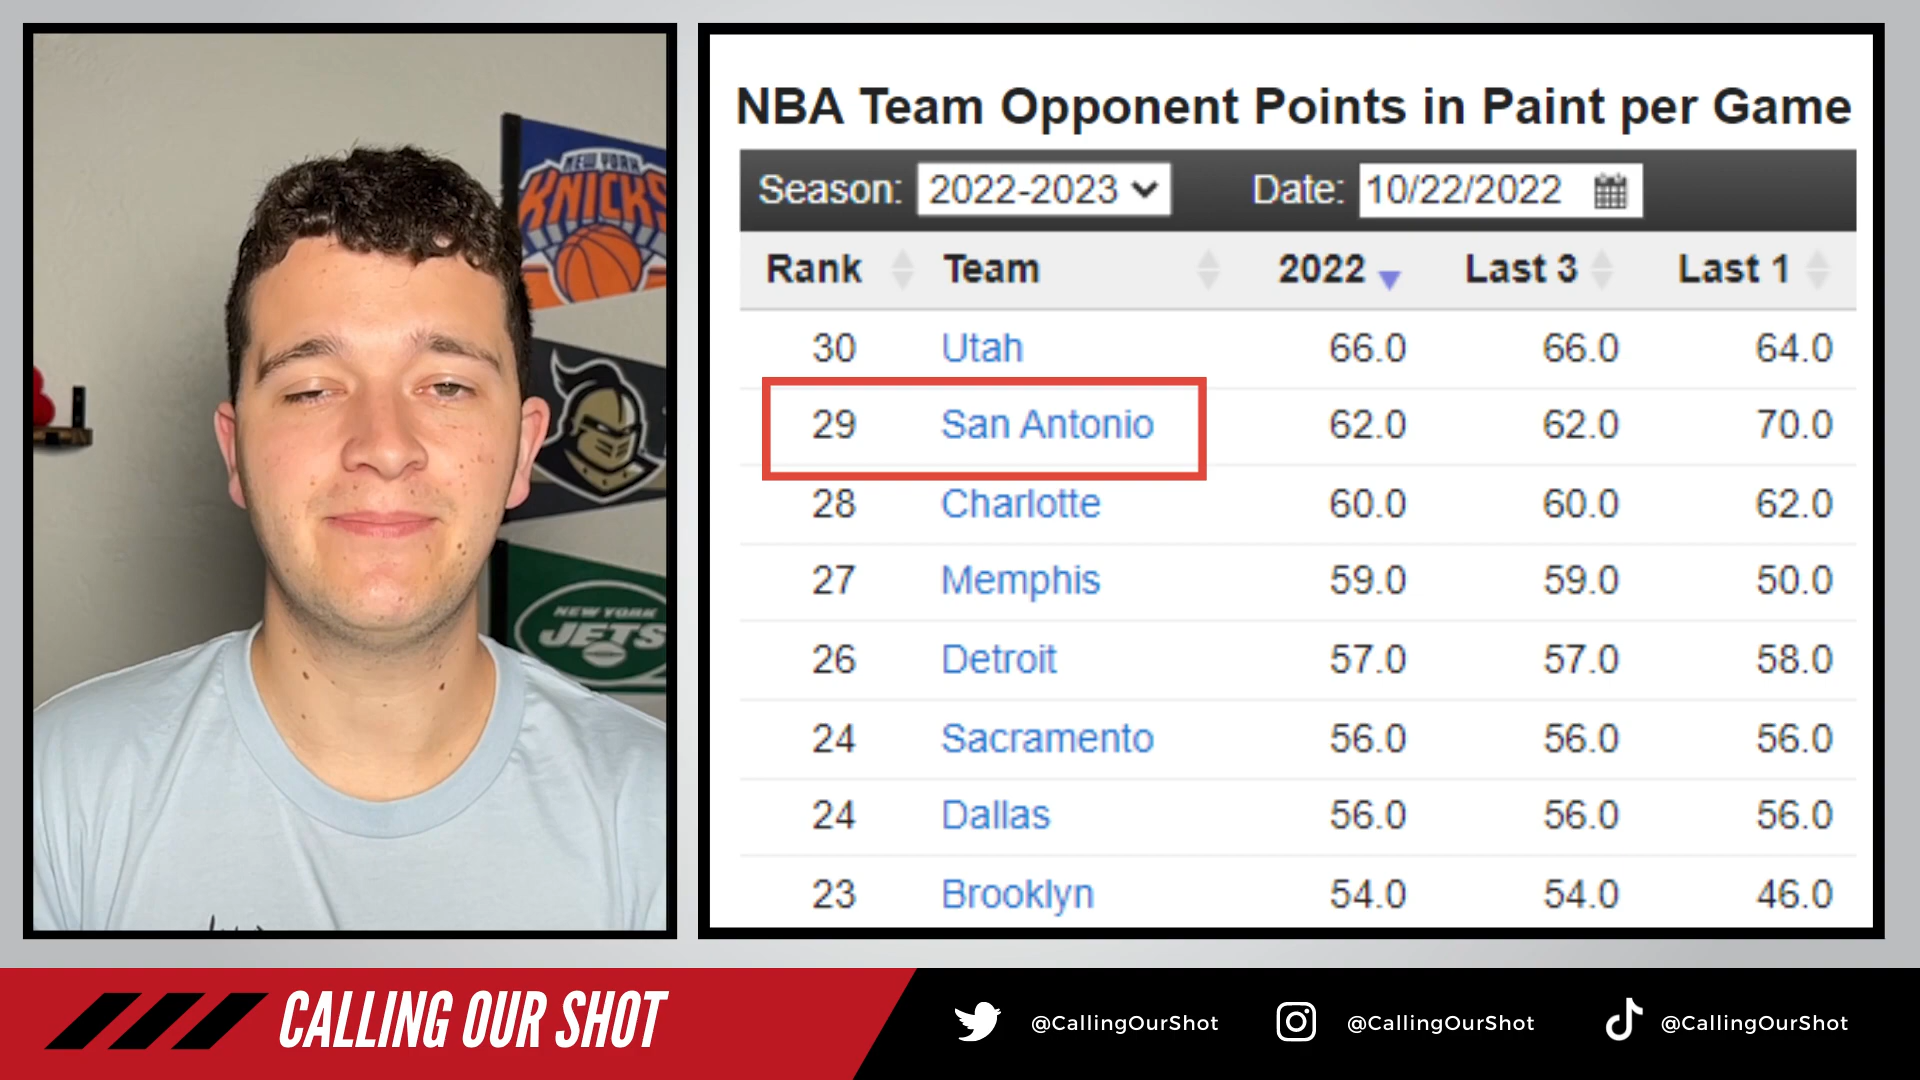 NEW YORK
KNICKS
NEW YORK
JETS
NBA Team Opponent Points in Paint per Game
Season: 2022-2023 Date: 10/22/2022
Rank Team 2022 Last 3 Last 1
30 Utah 66.0 66.0 64.0
29 San Antonio 62.0 62.0 70.0
28 Charlotte 60.0 60.0 62.0
27 Memphis 59.0 59.0 50.0
26 Detroit 57.0 57.0 58.0
24 Sacramento 56.0 56.0 56.0
24 Dallas 56.0 56.0 56.0
23 Brooklyn 54.0 54.0 46.0
CALLING OUR SHOT
@CallingOurShot @CallingOurShot @CallingOurShot